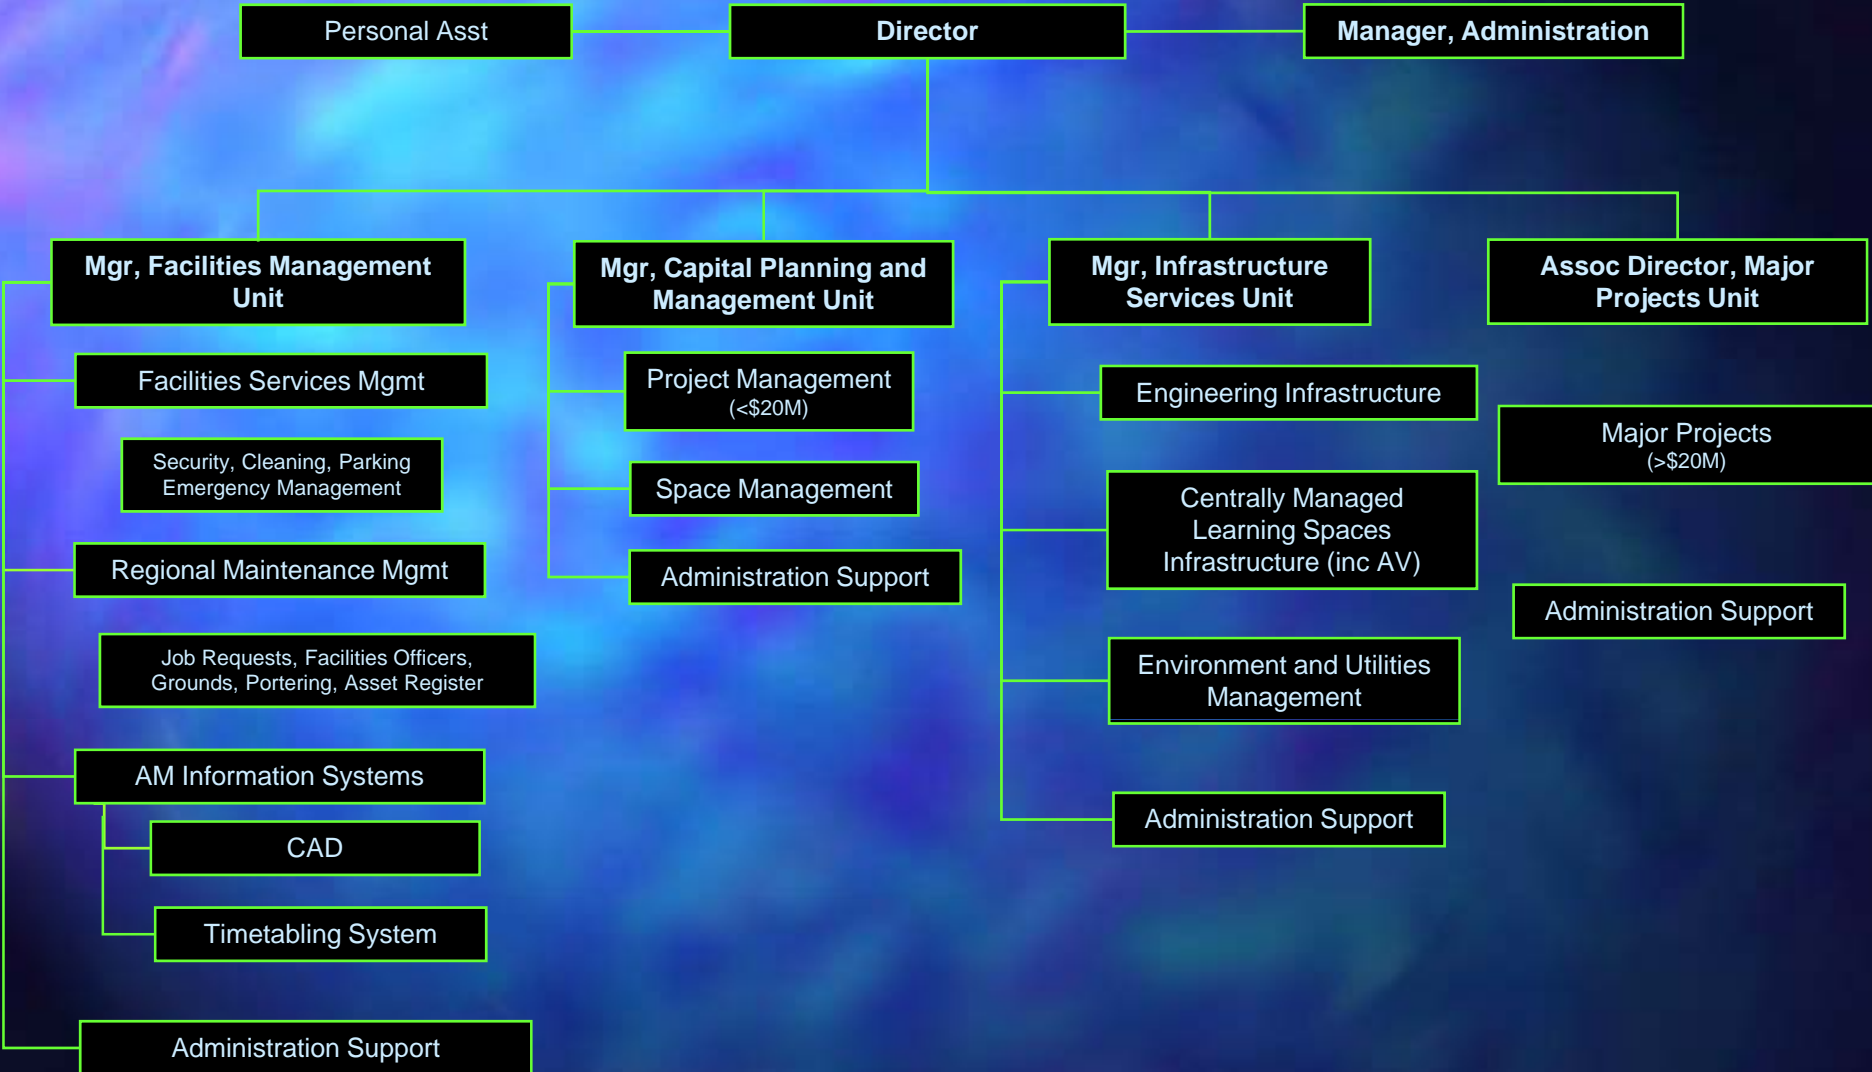 Personal Asst
Director
Manager, Administration
Mgr, Facilities Management
Unit
Mgr, Capital Planning and
Management Unit
Mgr, Infrastructure
Services Unit
Assoc Director, Major
Projects Unit
Facilities Services Mgmt
Security, Cleaning, Parking
Emergency Management
Regional Maintenance Mgmt
Job Requests, Facilities Officers,
Grounds, Portering, Asset Register
AM Information Systems
CAD
Timetabling System
Administration Support
Project Management
(<$20M)
Space Management
Administration Support
Engineering Infrastructure
Centrally Managed
Learning Spaces
Infrastructure (inc AV)
Environment and Utilities
Management
Administration Support
Major Projects
(>$20M)
Administration Support